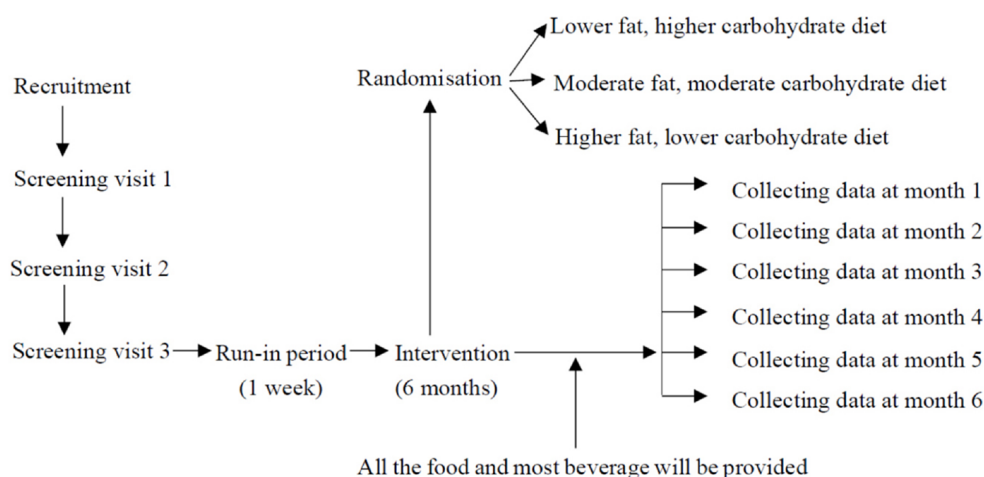 Lower fat, higher carbohydrate diet
Recruitment
Randomisation
Moderate fat, moderate carbohydrate diet
Higher fat, lower carbohydrate diet
Screening visit 1
Collecting data at month 1
Collecting data at month 2
Screening visit 2
Collecting data at month 3
Collecting data at month 4
Screening visit 3
Run-in period
(1 week)
Intervention
(6 months)
Collecting data at month 5
Collecting data at month 6
All the food and most beverage will be provided